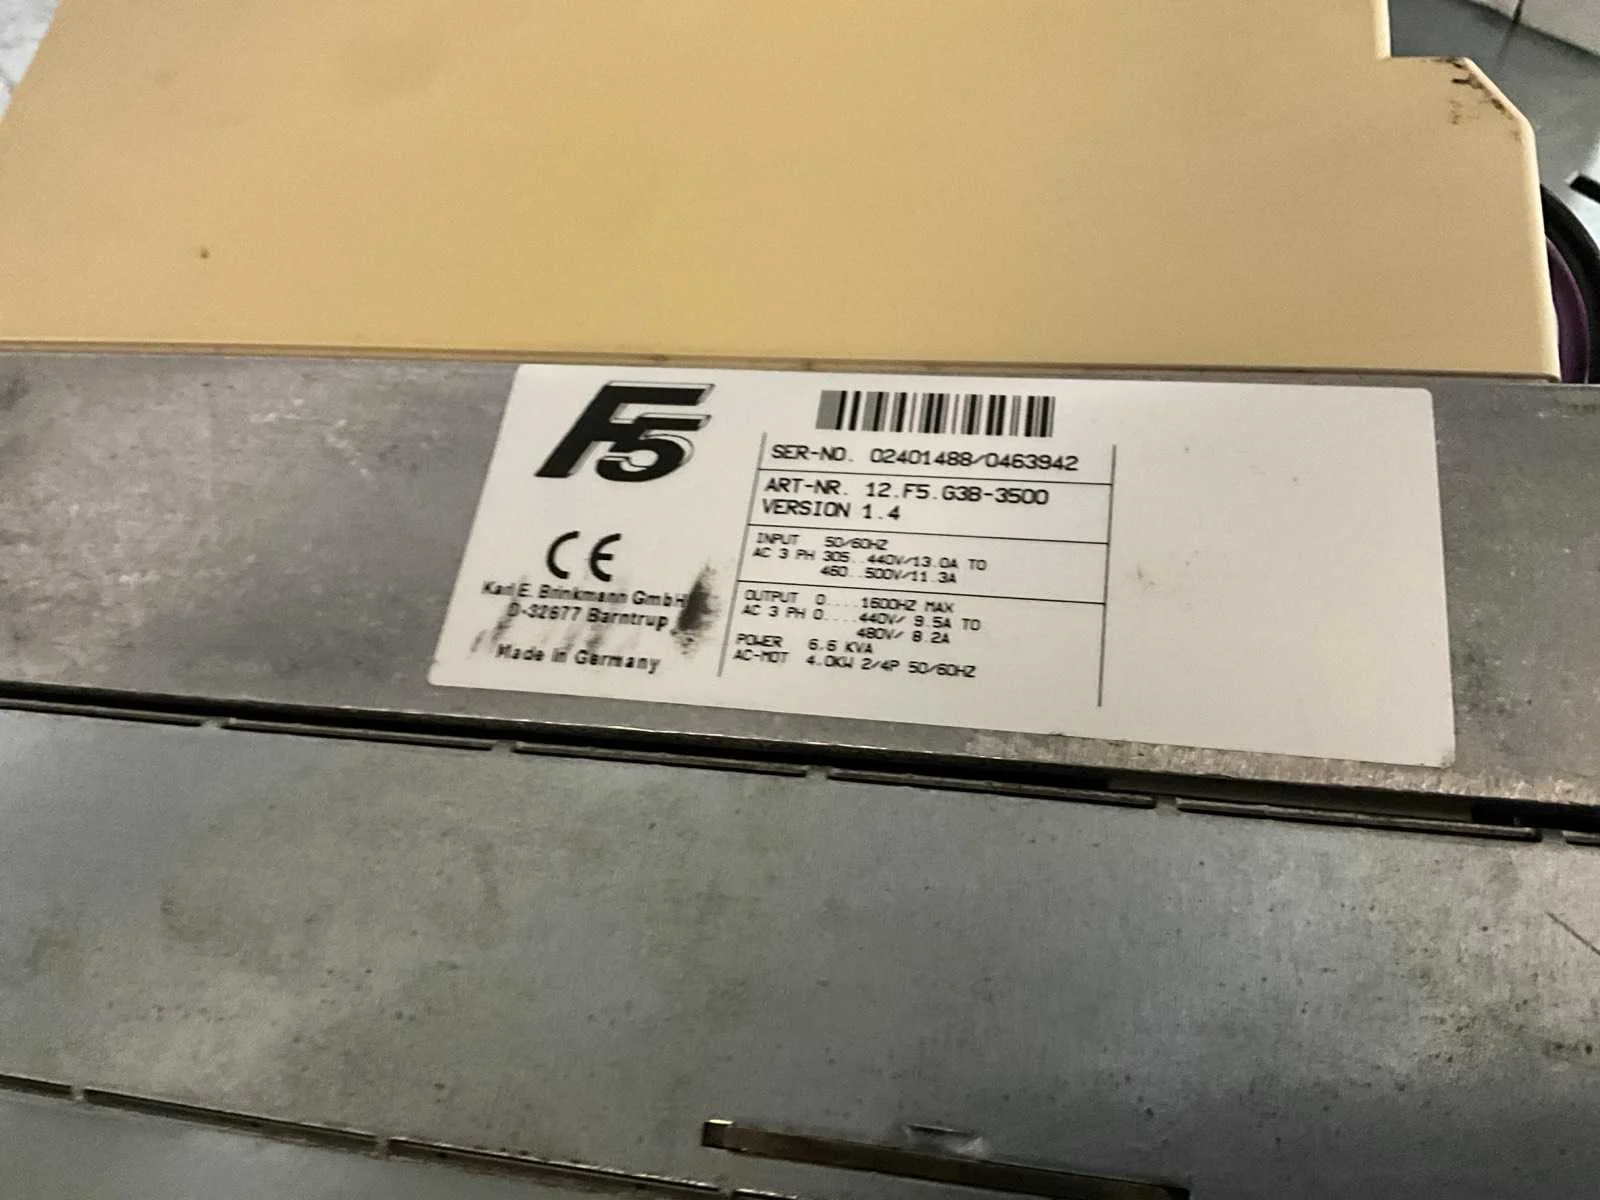 F5
SER-NO. 02401488/0463942
ART-NR. 12.F5.G3B-3500
VERSION 1.4
INPUT 50/60HZ
AC 3 PH 305..440V/13.0A TO
460..500V/11.3A
OUTPUT 0....1600HZ MAX
AC 3 PH 0....440V/ 9.5A TO
480V/ 8.2A
POWER 6.6 KVA
AC-MOT 4.0KW 2/4P 50/60HZ
CE
Karl E. Brinkmann GmbH
D-32677 Barntrup
Made in Germany